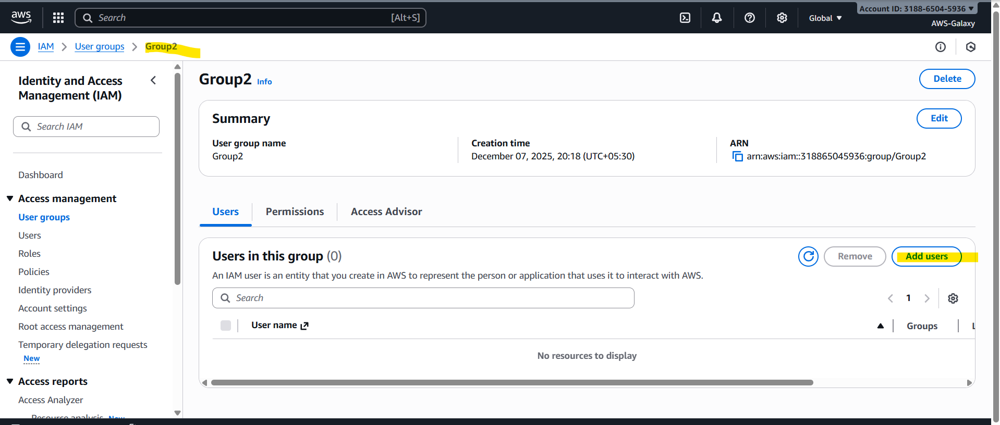 aws
Search [Alt+S]
Global
Account ID: 3188-6504-5936
AWS-Galaxy
IAM > User groups > Group2
Identity and Access Management (IAM)
Search IAM
Dashboard
Access management
User groups
Users
Roles
Policies
Identity providers
Account settings
Root access management
Temporary delegation requests
New
Access reports
Access Analyzer
Resource analysis New
Group2 Info
Delete
Summary
Edit
User group name
Group2
Creation time
December 07, 2025, 20:18 (UTC+05:30)
ARN
arn:aws:iam::318865045936:group/Group2
Users
Permissions
Access Advisor
Users in this group (0)
Remove
Add users
An IAM user is an entity that you create in AWS to represent the person or application that uses it to interact with AWS.
Search
1
User name
Groups
No resources to display